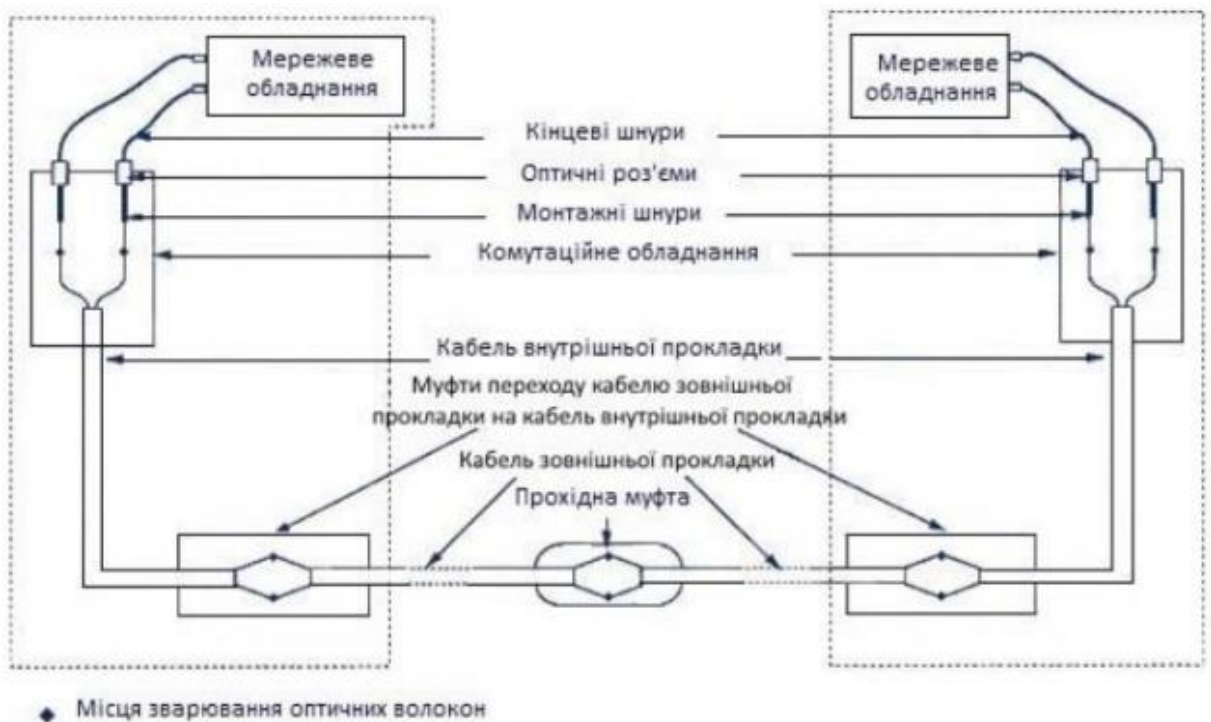 Мережеве
обладнання
Мережеве
обладнання
Кінцеві шнури
Оптичні роз'єми
Монтажні шнури
Комутаційне обладнання
Кабель внутрішньої прокладки
Муфти переходу кабелю зовнішньої
прокладки на кабель внутрішньої прокладки
Кабель зовнішньої прокладки
Прохідна муфта
Місця зварювання оптичних волокон